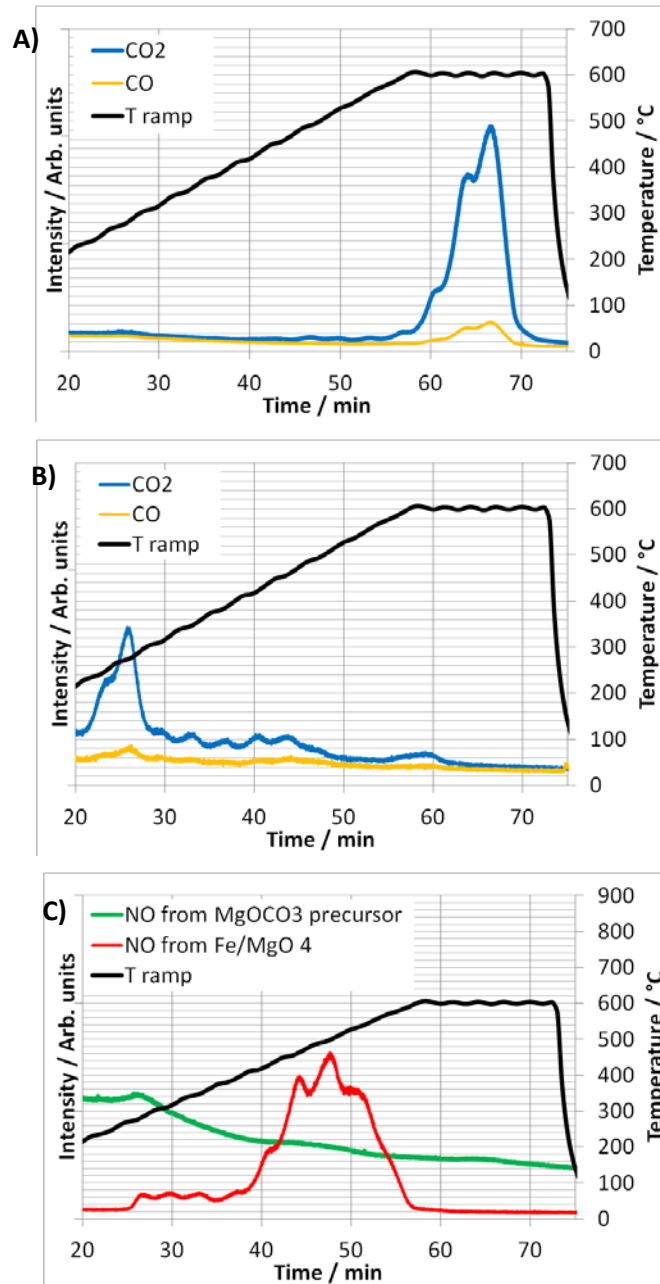 A)
CO2
CO
T ramp
Intensity / Arb. units
700
600
500
400
300
200
100
0
Temperature / °C
20 30 40 50 60 70
Time / min
B)
CO2
CO
T ramp
Intensity / Arb. units
700
600
500
400
300
200
100
0
Temperature / °C
20 30 40 50 60 70
Time / min
C)
NO from MgOCO3 precursor
NO from Fe/MgO 4
T ramp
Intensity / Arb. units
900
800
700
600
500
400
300
200
100
0
Temperature / °C
20 30 40 50 60 70
Time / min